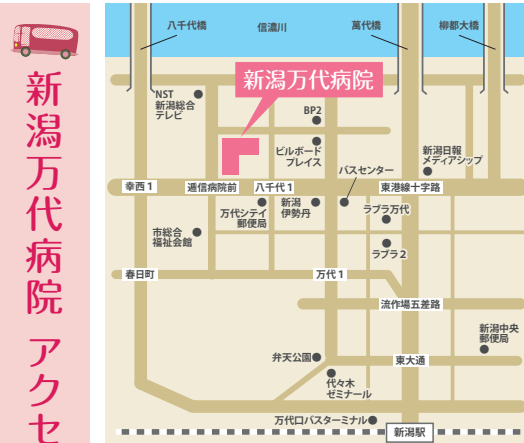 新潟万代病院 アクセ
八千代橋
信濃川
萬代橋
柳都大橋
新潟万代病院
NST
新潟総合
テレビ
BP2
ビルボード
プレイス
バスセンター
新潟日報
メディアシップ
幸西1
逓信病院前
八千代1
東港線十字路
万代シテイ
郵便局
新潟
伊勢丹
ラブラ万代
市総合
福祉会館
ラブラ2
春日町
万代1
流作場五差路
新潟中央
郵便局
弁天公園
東大通
代々木
ゼミナール
万代口バスターミナル
新潟駅